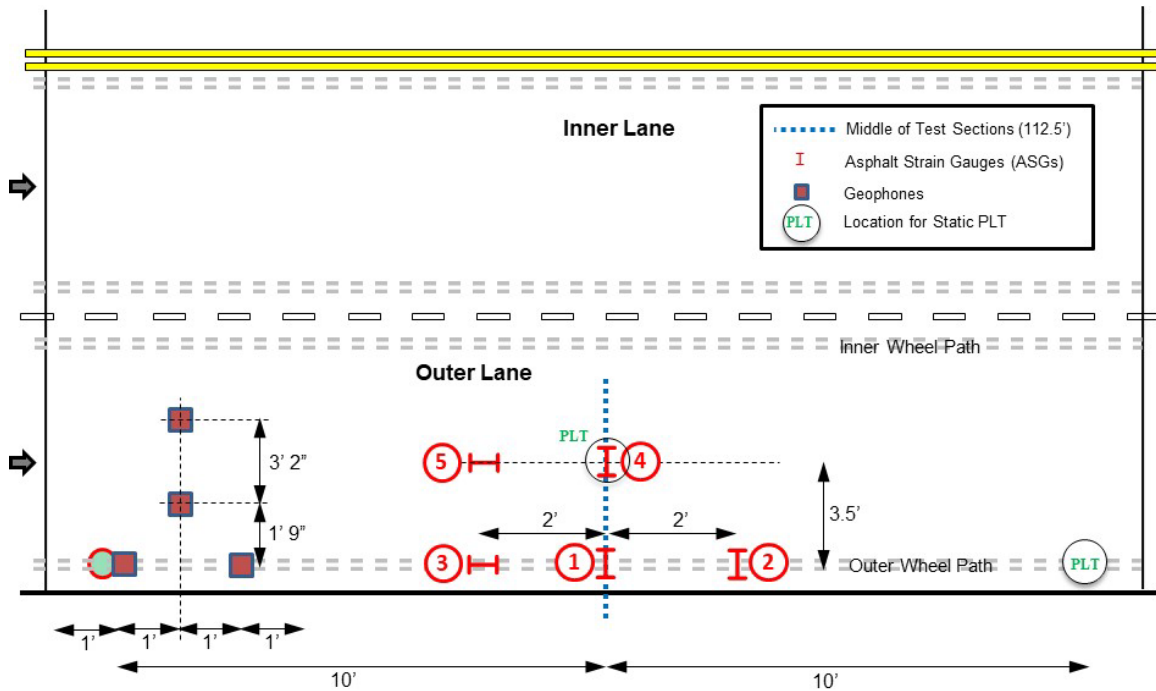 Inner Lane
Middle of Test Sections (112.5’)
Asphalt Strain Gauges (ASGs)
Geophones
PLT
Location for Static PLT
Inner Wheel Path
Outer Lane
PLT
5
4
3’ 2”
2’
2’
3.5’
1’ 9”
3
1
2
Outer Wheel Path
PLT
1’
1’
1’
1’
10’
10’